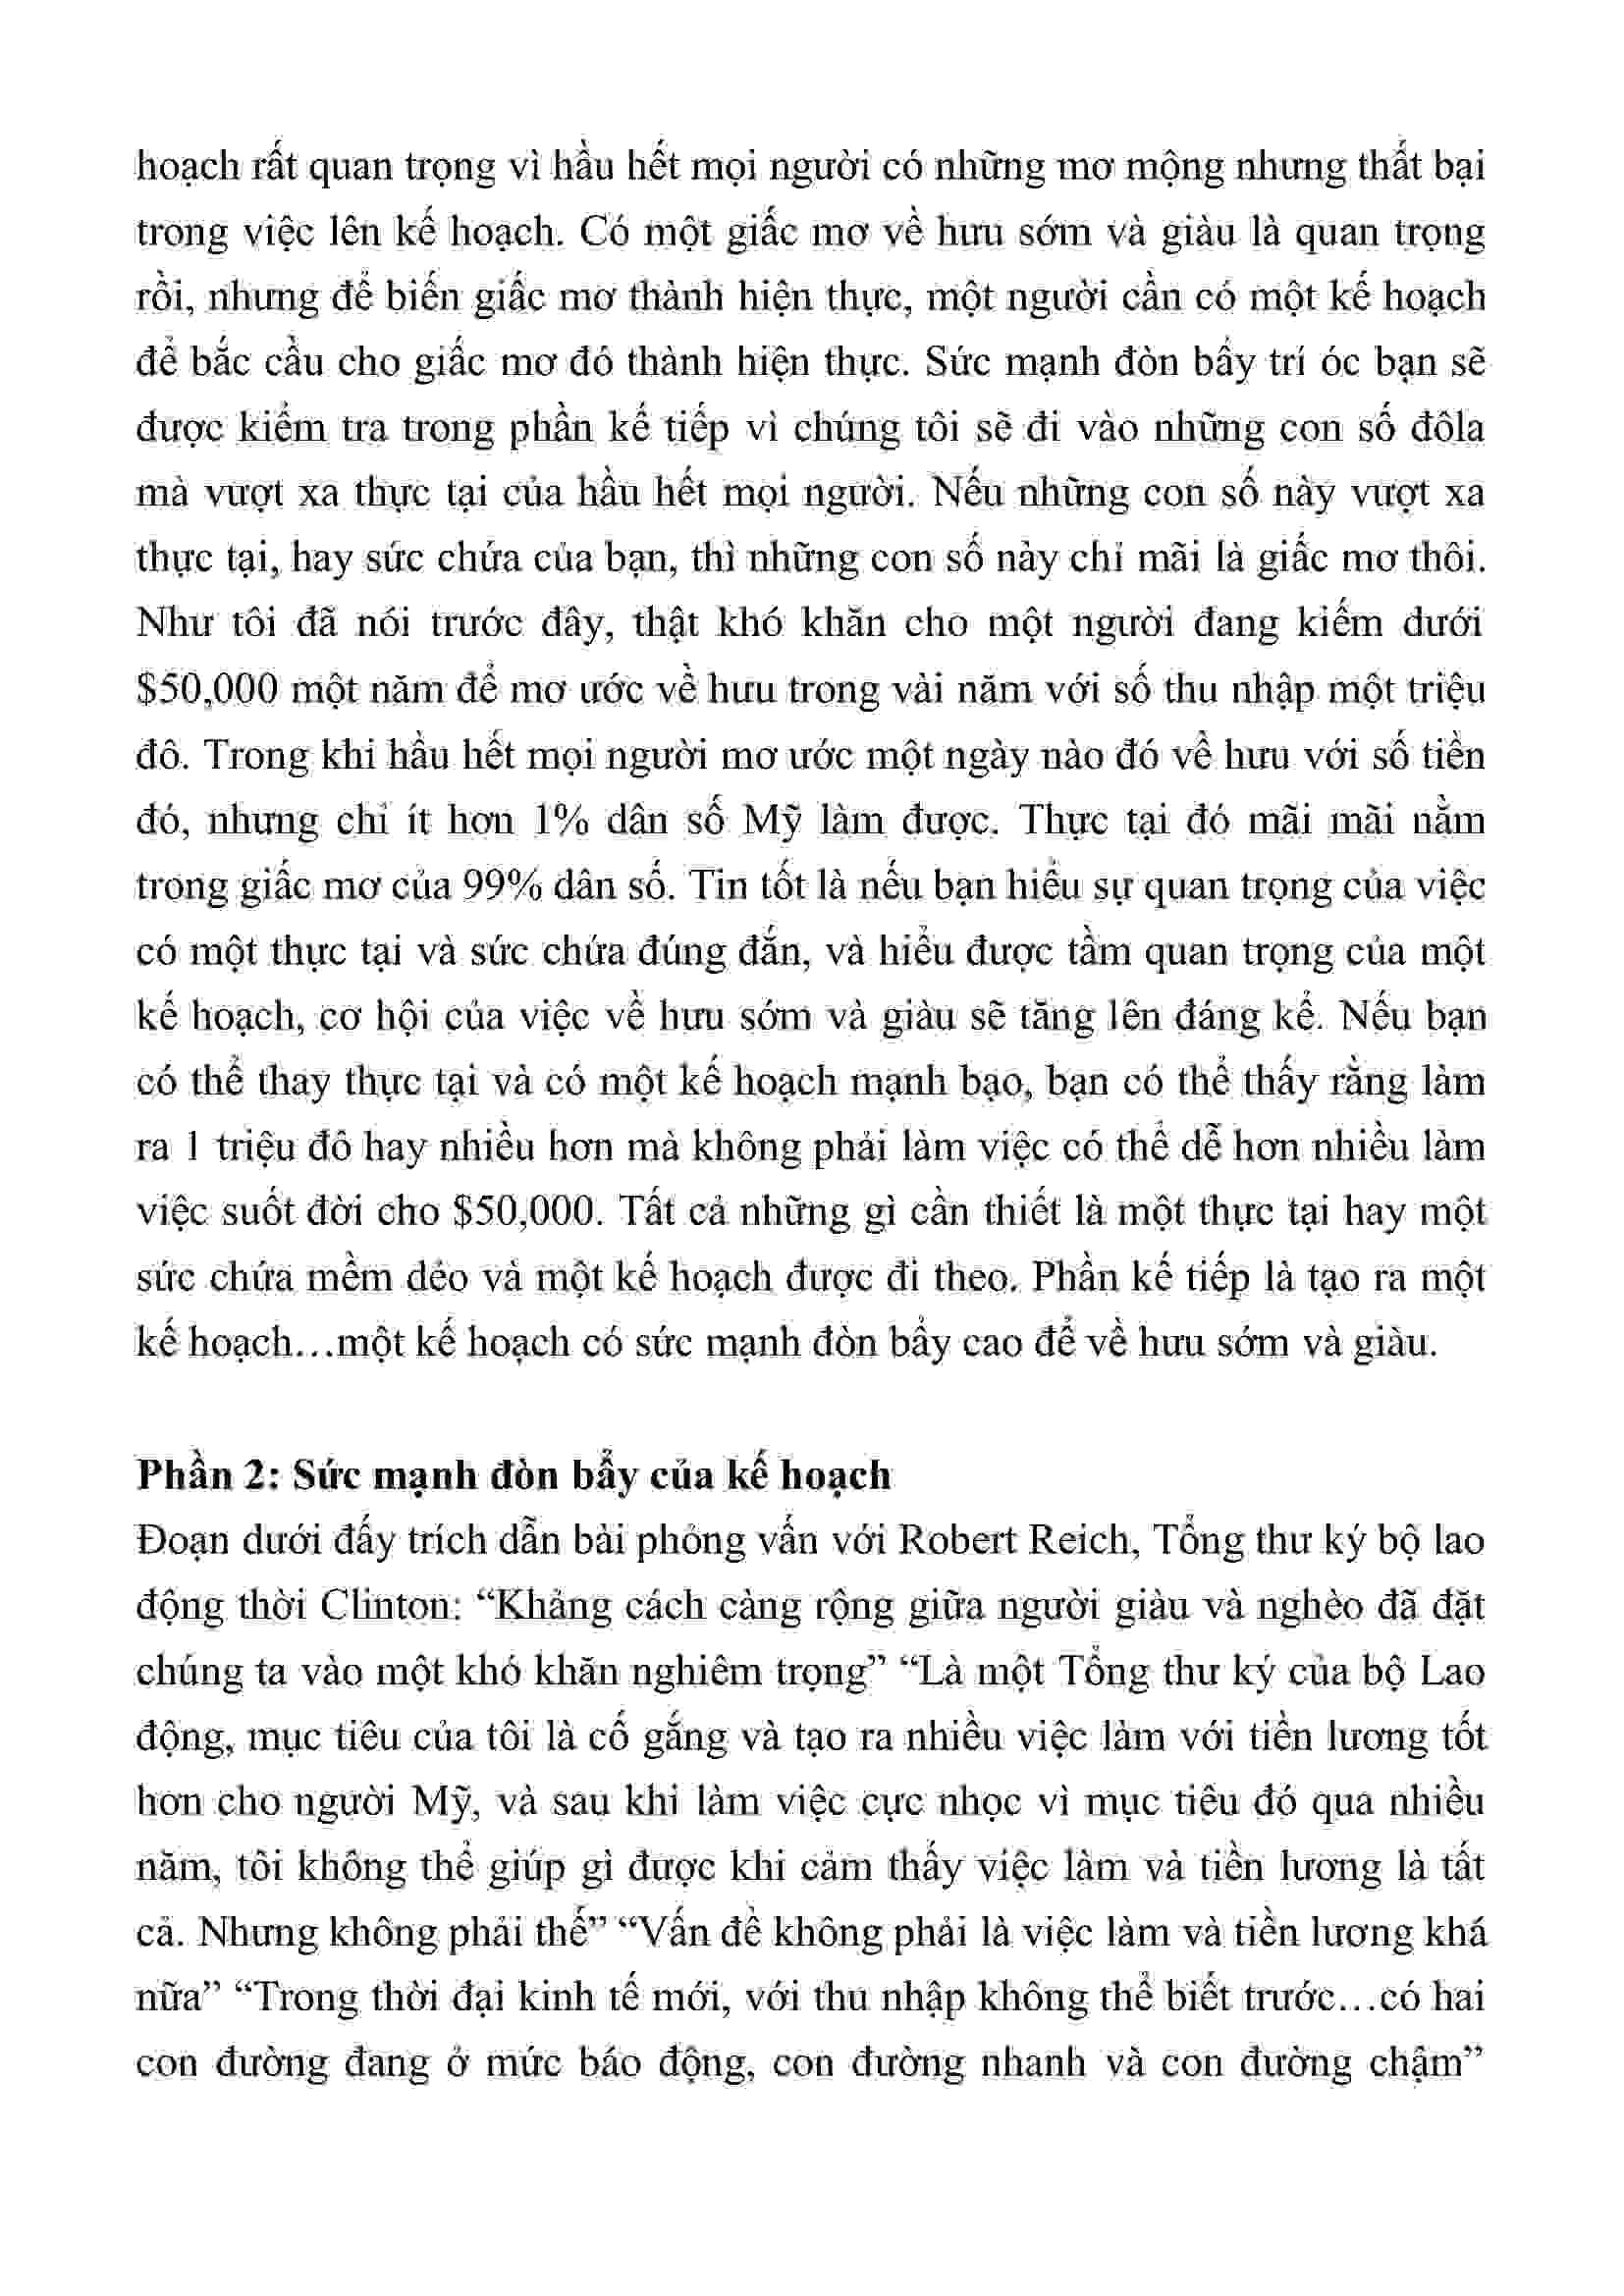 hoạch rất quan trọng vì hầu hết mọi người có những mơ mộng nhưng thất bại
trong việc lên kế hoạch. Có một giấc mơ về hưu sớm và giàu là quan trọng
rồi, nhưng để biến giấc mơ thành hiện thực, một người cần có một kế hoạch
để bắc cầu cho giấc mơ đó thành hiện thực. Sức mạnh đòn bẩy trí óc bạn sẽ
được kiểm tra trong phần kế tiếp vì chúng tôi sẽ đi vào những con số đôla
mà vượt xa thực tại của hầu hết mọi người. Nếu những con số này vượt xa
thực tại, hay sức chứa của bạn, thì những con số này chỉ mãi là giấc mơ thôi.
Như tôi đã nói trước đây, thật khó khăn cho một người đang kiếm dưới
$50,000 một năm để mơ ước về hưu trong vài năm với số thu nhập một triệu
đô. Trong khi hầu hết mọi người mơ ước một ngày nào đó về hưu với số tiền
đó, nhưng chỉ ít hơn 1% dân số Mỹ làm được. Thực tại đó mãi mãi nằm
trong giấc mơ của 99% dân số. Tin tốt là nếu bạn hiểu sự quan trọng của việc
có một thực tại và sức chứa đúng đắn, và hiểu được tầm quan trọng của một
kế hoạch, cơ hội của việc về hưu sớm và giàu sẽ tăng lên đáng kể. Nếu bạn
có thể thay thực tại và có một kế hoạch mạnh bạo, bạn có thể thấy rằng làm
ra 1 triệu đô hay nhiều hơn mà không phải làm việc có thể dễ hơn nhiều làm
việc suốt đời cho $50,000. Tất cả những gì cần thiết là một thực tại hay một
sức chứa mềm dẻo và một kế hoạch được đi theo. Phần kế tiếp là tạo ra một
kế hoạch…một kế hoạch có sức mạnh đòn bẩy cao để về hưu sớm và giàu.
Phần 2: Sức mạnh đòn bẩy của kế hoạch
Đoạn dưới đấy trích dẫn bài phỏng vấn với Robert Reich, Tổng thư ký bộ lao
động thời Clinton: “Khảng cách càng rộng giữa người giàu và nghèo đã đặt
chúng ta vào một khó khăn nghiêm trọng” “Là một Tổng thư ký của bộ Lao
động, mục tiêu của tôi là cố gắng và tạo ra nhiều việc làm với tiền lương tốt
hơn cho người Mỹ, và sau khi làm việc cực nhọc vì mục tiêu đó qua nhiều
năm, tôi không thể giúp gì được khi cảm thấy việc làm và tiền lương là tất
cả. Nhưng không phải thế” “Vấn đề không phải là việc làm và tiền lương khá
nữa” “Trong thời đại kinh tế mới, với thu nhập không thể biết trước…có hai
con đường đang ở mức báo động, con đường nhanh và con đường chậm”